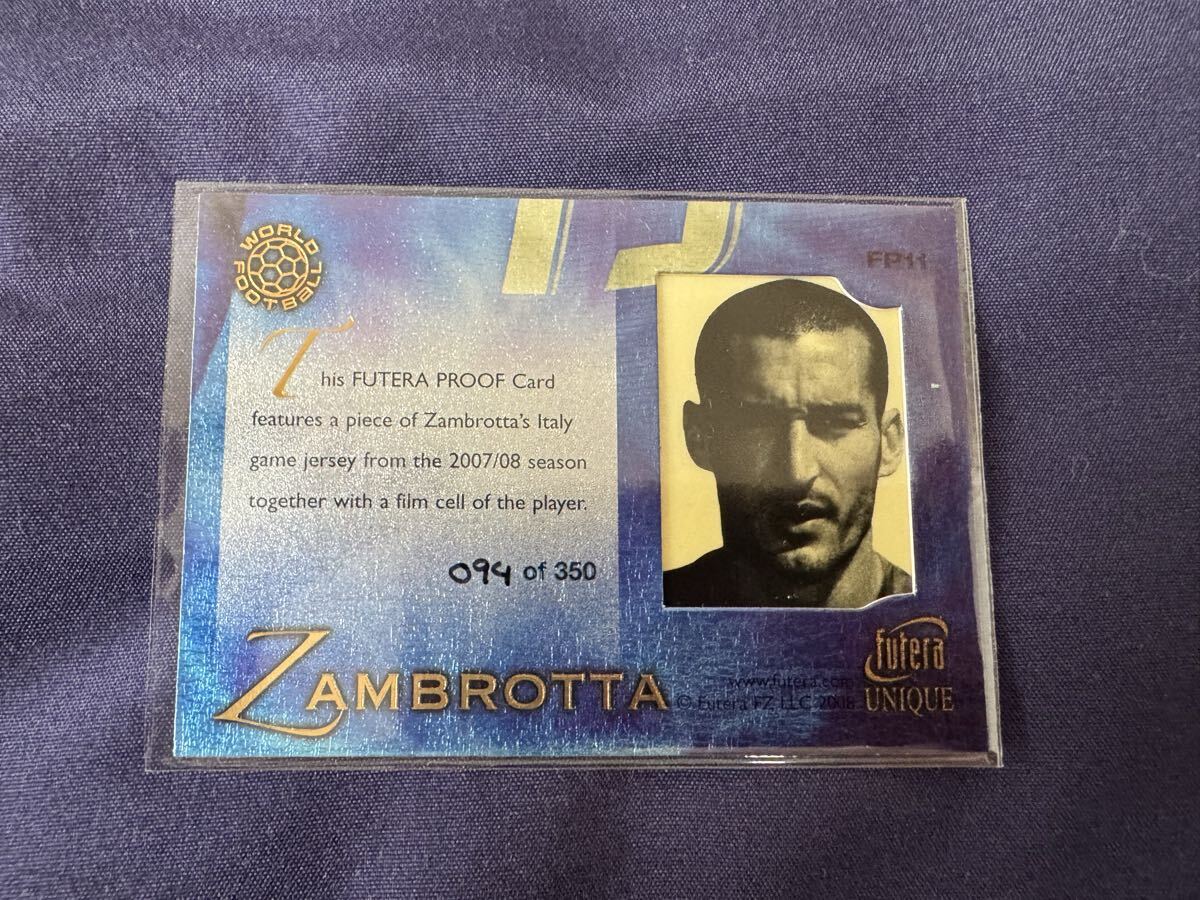 WORLD
FOOTBALL
FP11
This FUTERA PROOF Card
features a piece of Zambrotta's Italy
game jersey from the 2007/08 season
together with a film cell of the player.
094 of 350
ZAMBROTTA
www.futera.com
© Futera FZ LLC 2008
futera
UNIQUE